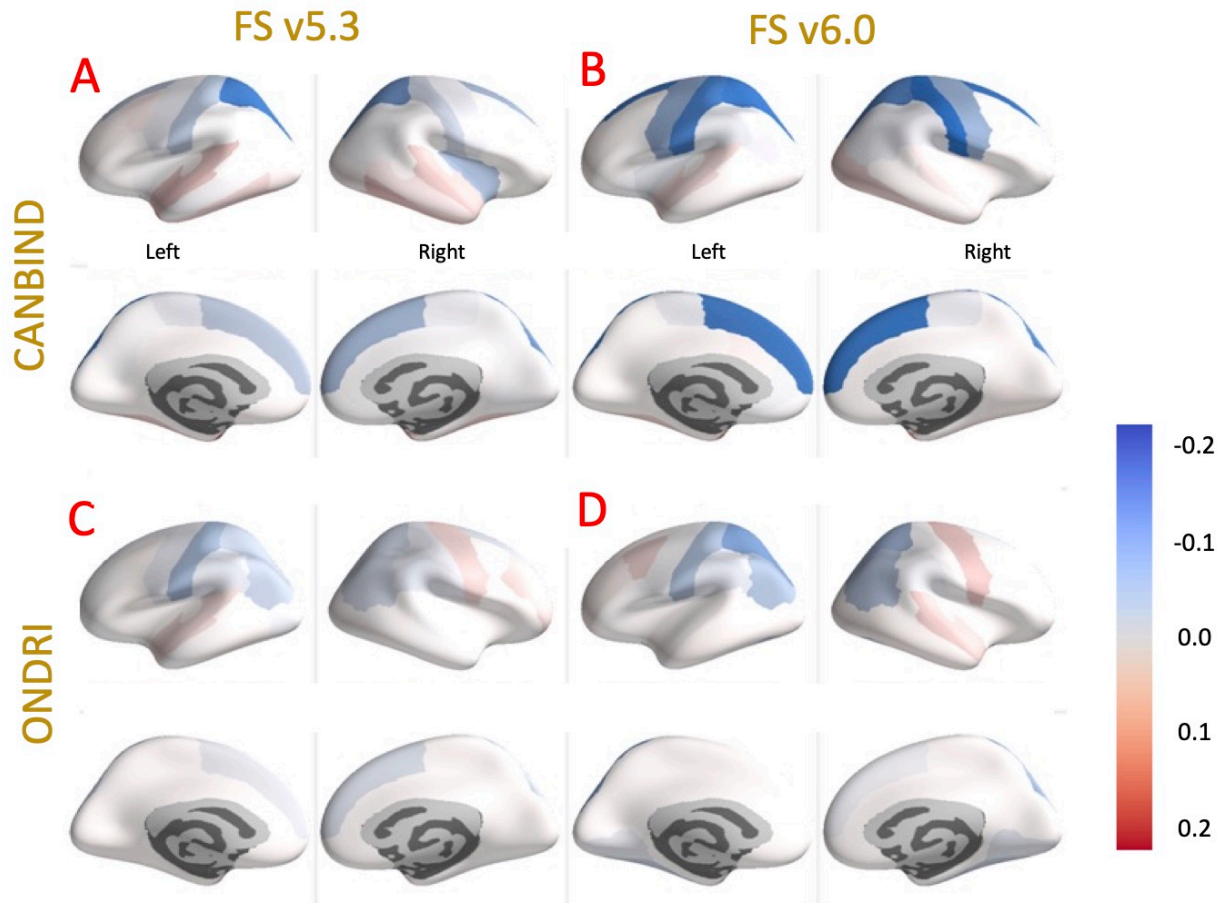 FS v5.3
FS v6.0
A
B
CANBIND
Left
Right
Left
Right
-0.2
-0.1
0.0
0.1
0.2
C
D
ONDRI